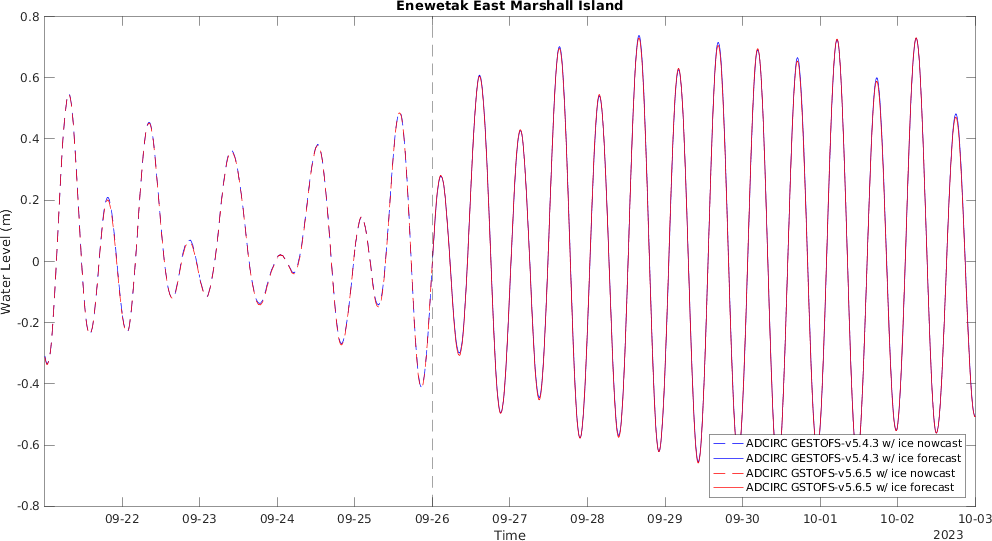 Enewetak East Marshall Island
0.8
0.6
0.4
0.2
0
-0.2
-0.4
-0.6
-0.8
Water Level (m)
ADCIRC GESTOFS-v5.4.3 w/ ice nowcast
ADCIRC GESTOFS-v5.4.3 w/ ice forecast
ADCIRC GSTOFS-v5.6.5 w/ ice nowcast
ADCIRC GSTOFS-v5.6.5 w/ ice forecast
09-22 09-23 09-24 09-25 09-26 09-27 09-28 09-29 09-30 10-01 10-02 10-03
Time
2023